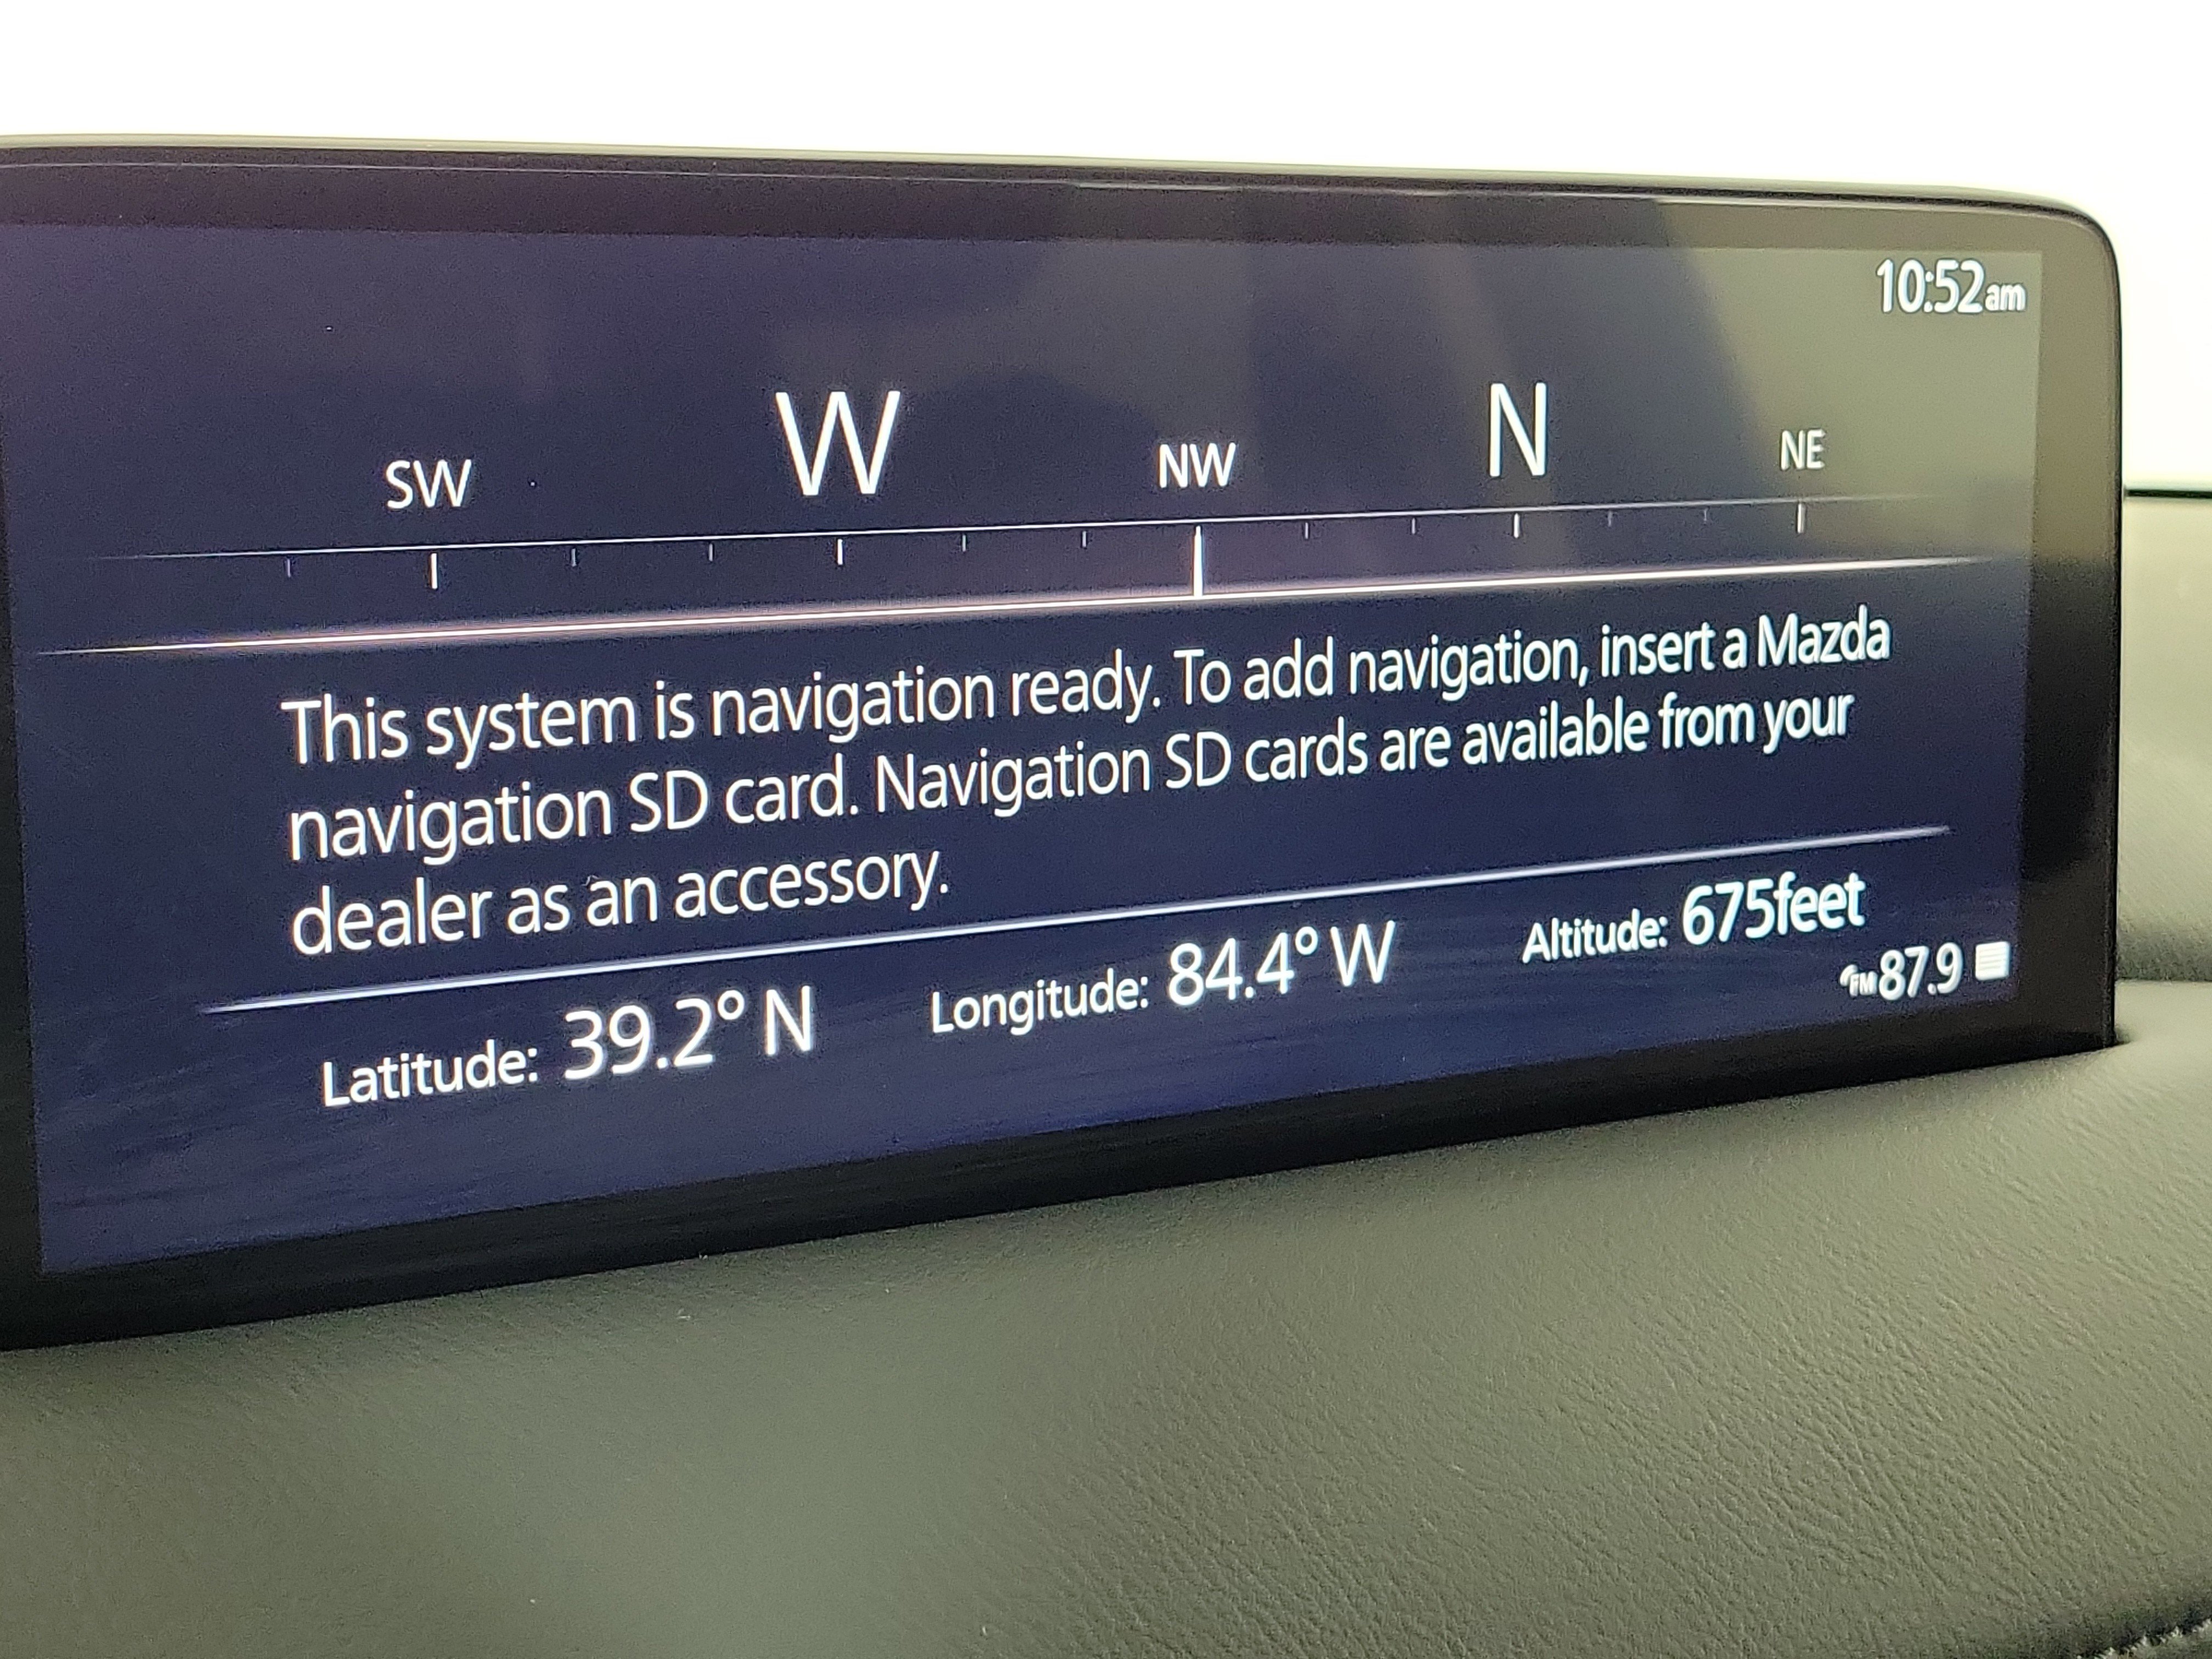 10:52am
SW W NW N NE
This system is navigation ready. To add navigation, insert a Mazda
navigation SD card. Navigation SD cards are available from your
dealer as an accessory.
Latitude: 39.2° N Longitude: 84.4° W Altitude: 675feet
FM 87.9